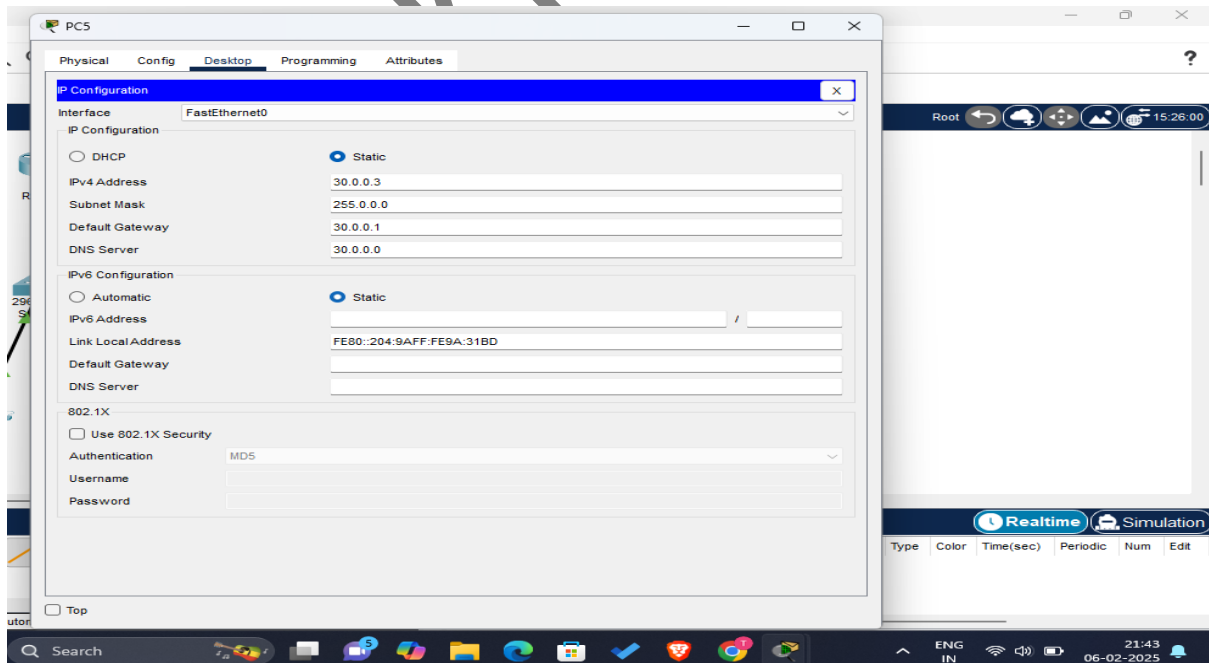 PC5
Physical Config Desktop Programming Attributes
?
IP Configuration X
Interface FastEthernet0
Root 15:26:00
IP Configuration
DHCP Static
IPv4 Address 30.0.0.3
Subnet Mask 255.0.0.0
Default Gateway 30.0.0.1
DNS Server 30.0.0.0
IPv6 Configuration
Automatic Static
IPv6 Address /
Link Local Address FE80::204:9AFF:FE9A:31BD
Default Gateway
DNS Server
802.1X
Use 802.1X Security
Authentication MD5
Username
Password
Realtime Simulation
Type Color Time(sec) Periodic Num Edit
Top
Search 5 ENG 21:43
IN 06-02-2025